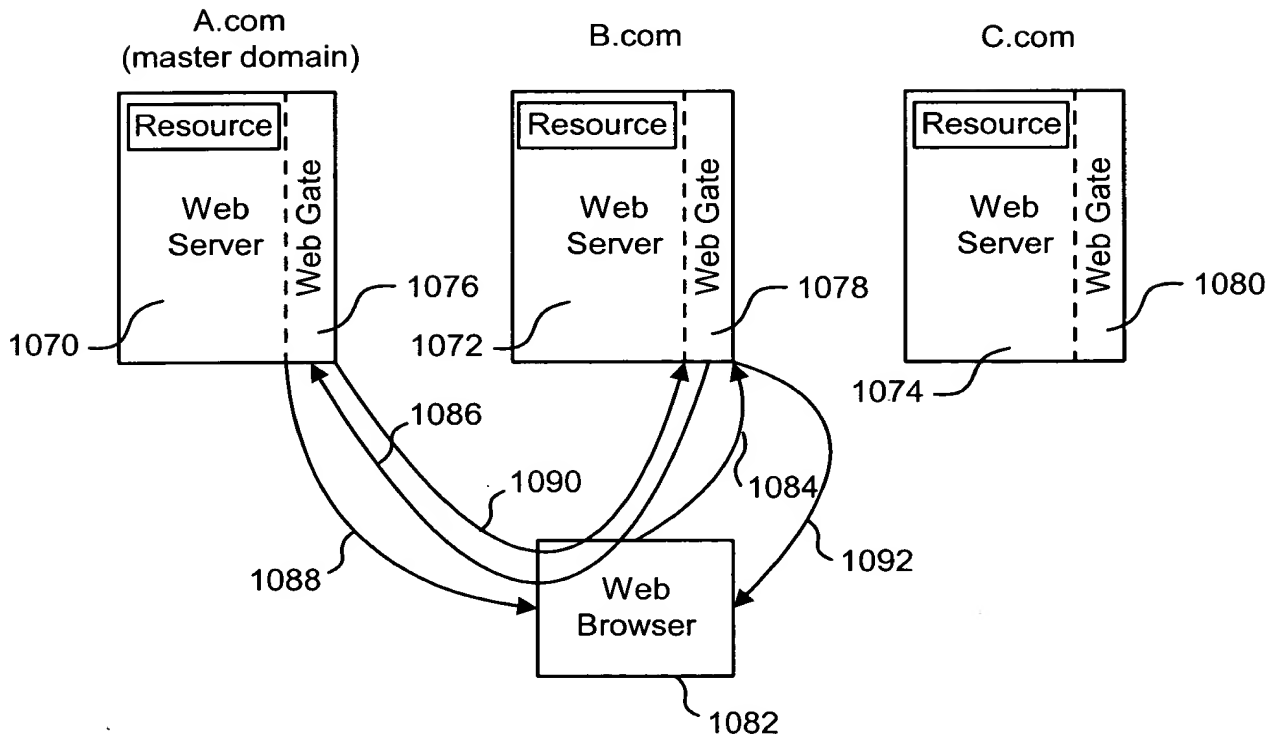 A.com
(master domain)
B.com
C.com
Resource
Web
Server
Web Gate
Resource
Web
Server
Web Gate
Resource
Web
Server
Web Gate
1070
1076
1072
1078
1074
1080
1086
1090
1084
1088
1092
Web
Browser
1082